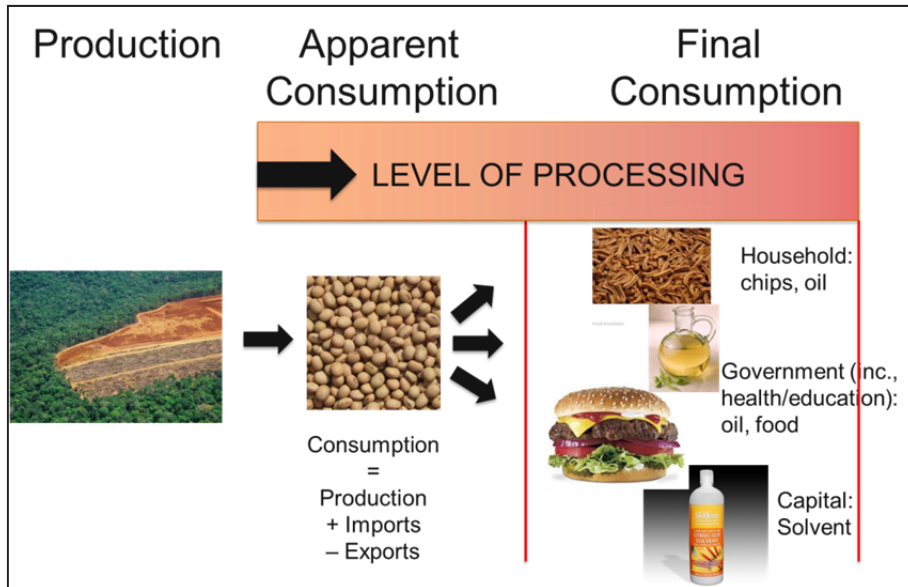 Production
Apparent
Consumption
Final
Consumption
LEVEL OF PROCESSING
Household:
chips, oil
Government (inc.,
health/education):
oil, food
Consumption
=
Production
+ Imports
– Exports
Capital:
Solvent